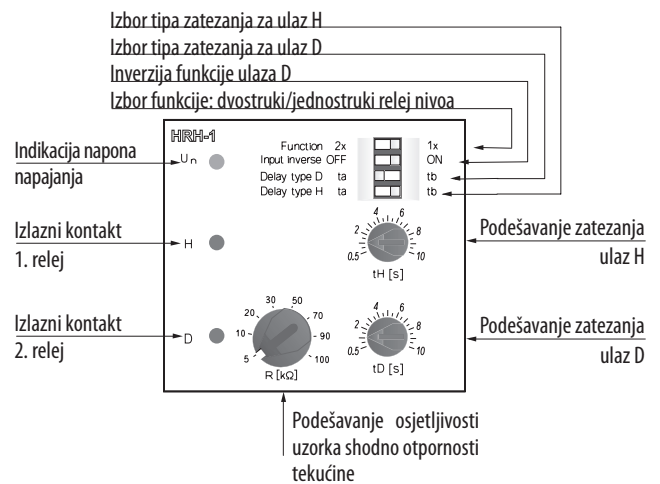 Izbor tipa zatezanja za ulaz H
Izbor tipa zatezanja za ulaz D
Inverzija funkcije ulaza D
Izbor funkcije: dvostruki/jednostruki relej nivoa
HRH-1
Function 2x 1x
Input inverse OFF ON
Delay type D ta tb
Delay type H ta tb
Indikacija napona
napajanja
Un
Izlazni kontakt
1. relej
H
0.5 2 4 6 8 10
tH [s]
Podešavanje zatezanja
ulaz H
Izlazni kontakt
2. relej
D
5 10 20 30 50 70 90 100
R [kΩ]
0.5 2 4 6 8 10
tD [s]
Podešavanje zatezanja
ulaz D
Podešavanje osjetljivosti
uzorka shodno otpornosti
tekućine